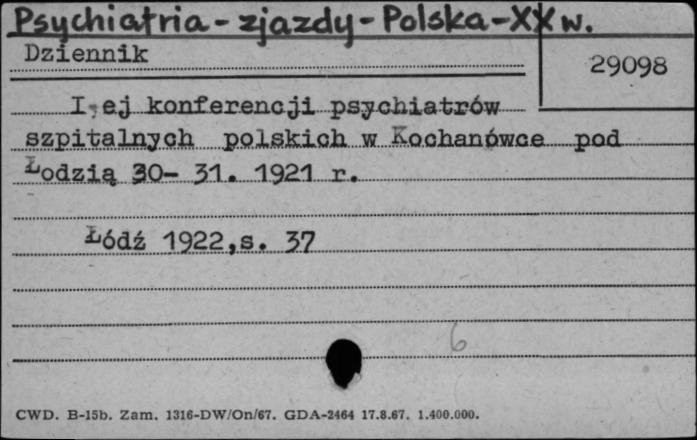 Psychiatria - zjazdy - Polska - XX w.
Dziennik
29098
I-ej konferencji psychiatrów
szpitalnych polskich w Kochanówce pod
Łodzią 30- 31. 1921 r.
Łódź 1922,s. 37
6
CWD. B-15b. Zam. 1316-DW/On/67. GDA-2464 17.8.67. 1.400.000.